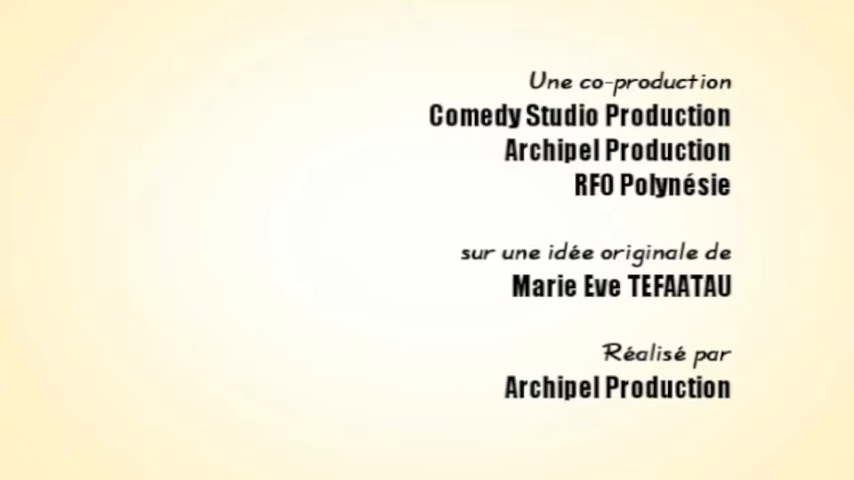 Une co-production
Comedy Studio Production
Archipel Production
RFO Polynésie
sur une idée originale de
Marie Eve TEFAATAU
Réalisé par
Archipel Production